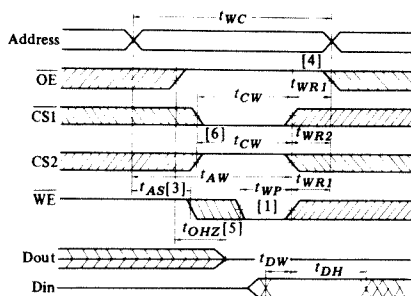 tWC
Address
[4]
OE
tCW tWR1
CS1
[6] tWR2
tCW
CS2
tAW tWR1
tAS[3] tWP
WE
[1]
tOHZ [5]
Dout
tDW tDH
Din